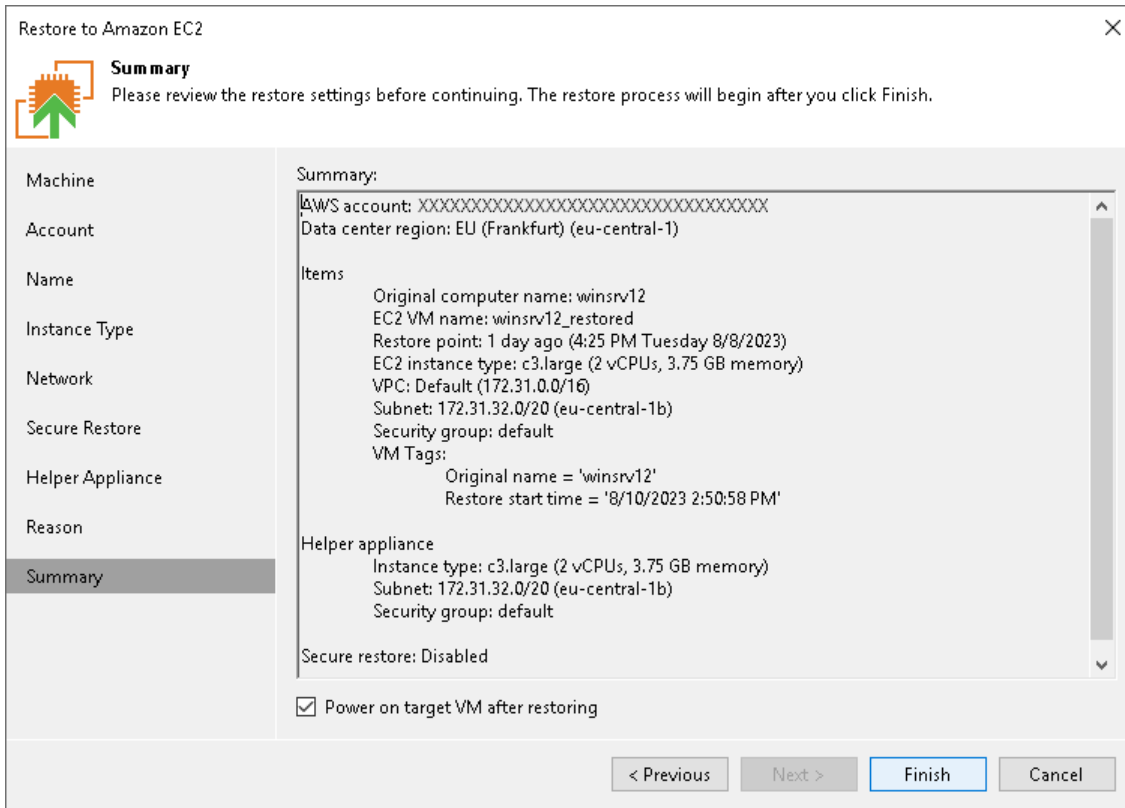 Restore to Amazon EC2
Summary
Please review the restore settings before continuing. The restore process will begin after you click Finish.
Machine
Account
Name
Instance Type
Network
Secure Restore
Helper Appliance
Reason
Summary
Summary:
AWS account: XXXXXXXXXXXXXXXXXXXXXXXXXXXXXXXXX
Data center region: EU (Frankfurt) (eu-central-1)
Items
Original computer name: winsrv12
EC2 VM name: winsrv12_restored
Restore point: 1 day ago (4:25 PM Tuesday 8/8/2023)
EC2 instance type: c3.large (2 vCPUs, 3.75 GB memory)
VPC: Default (172.31.0.0/16)
Subnet: 172.31.32.0/20 (eu-central-1b)
Security group: default
VM Tags:
Original name = 'winsrv12'
Restore start time = '8/10/2023 2:50:58 PM'
Helper appliance
Instance type: c3.large (2 vCPUs, 3.75 GB memory)
Subnet: 172.31.32.0/20 (eu-central-1b)
Security group: default
Secure restore: Disabled
Power on target VM after restoring
< Previous
Next >
Finish
Cancel